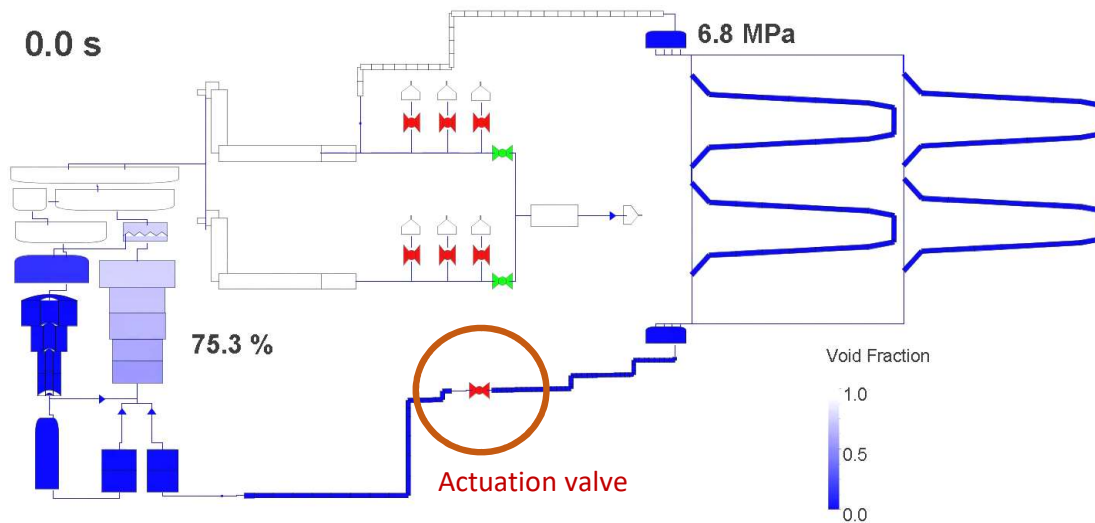 0.0 s
6.8 MPa
75.3 %
Void Fraction
1.0
0.5
0.0
Actuation valve